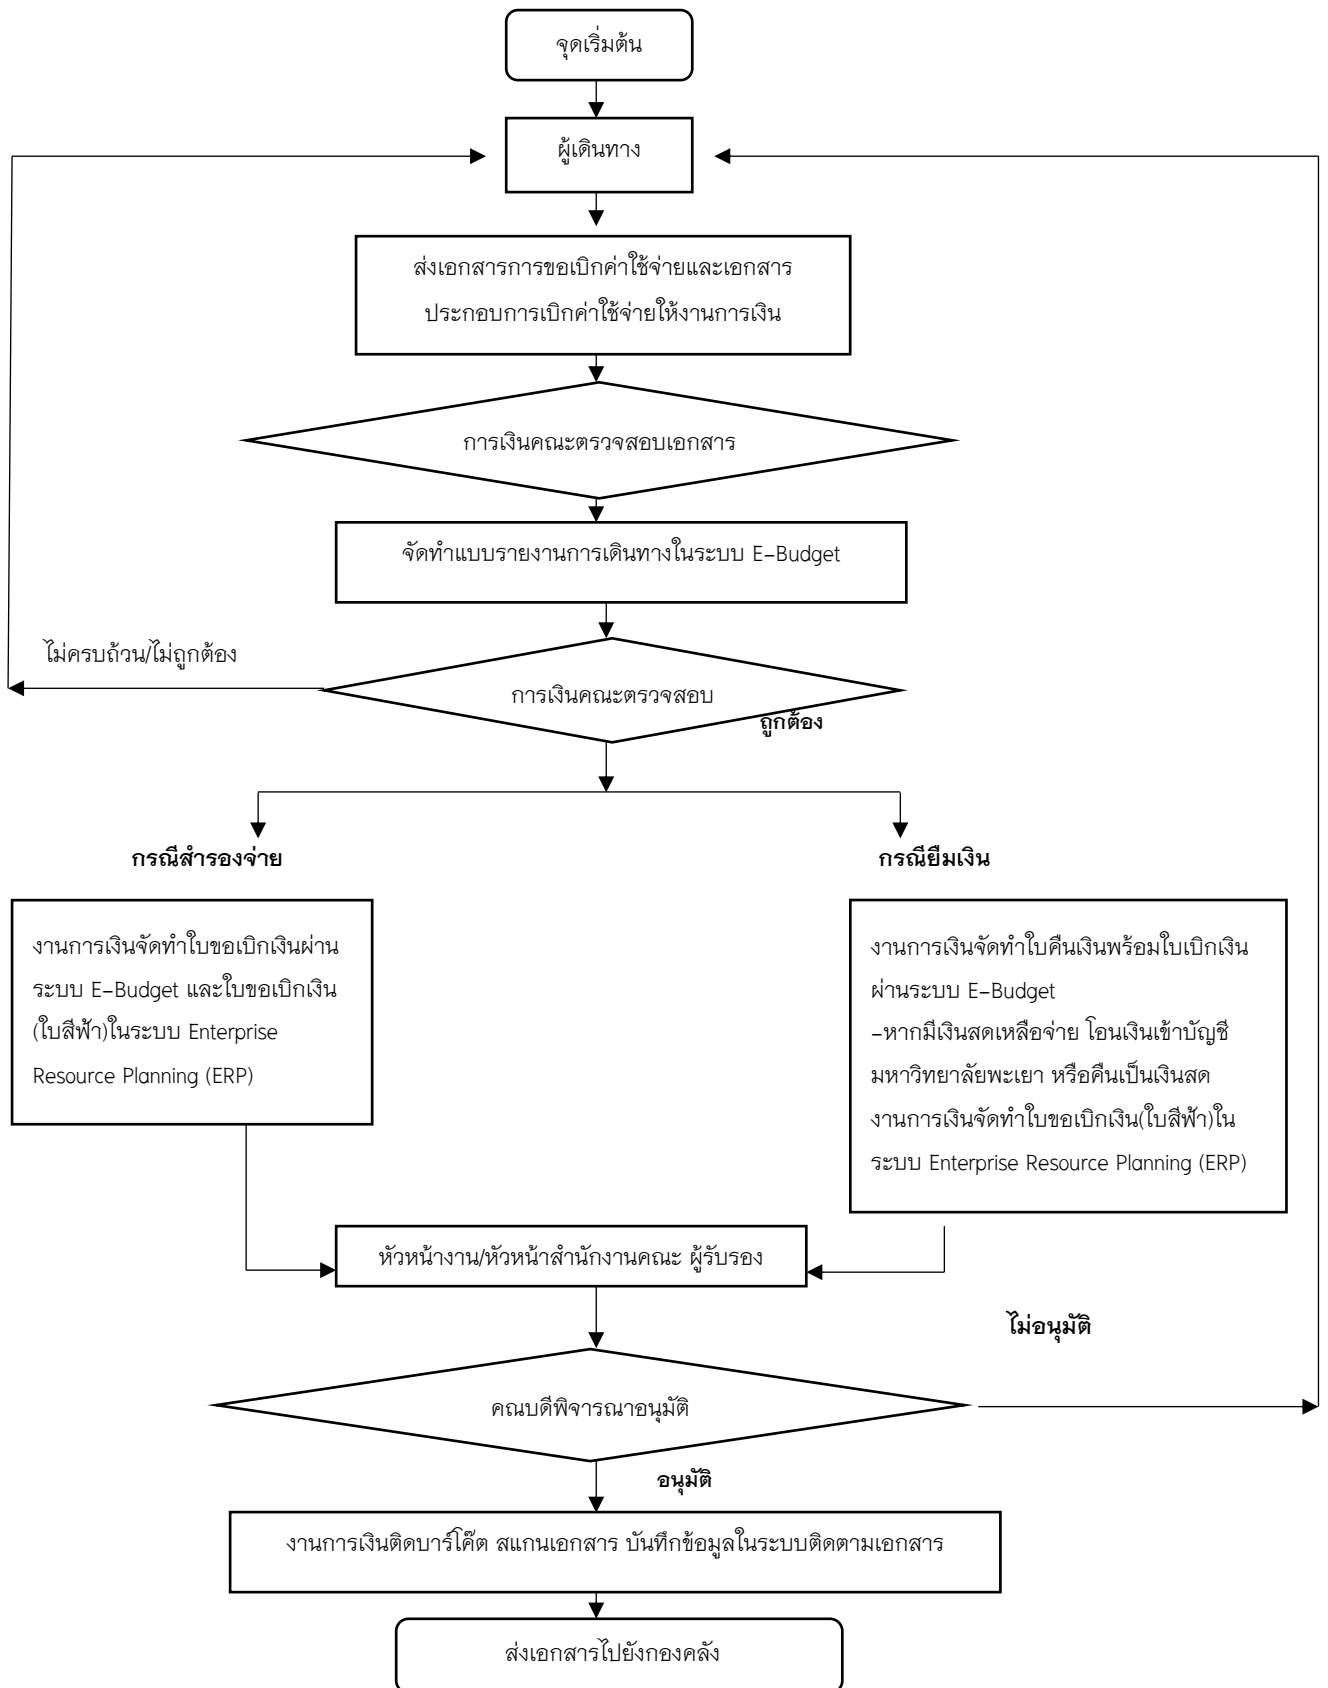 จุดเริ่มต้น
ผู้เดินทาง
ส่งเอกสารการขอเบิกค่าใช้จ่ายและเอกสาร
ประกอบการเบิกค่าใช้จ่ายให้งานการเงิน
การเงินคณะตรวจสอบเอกสาร
จัดทำแบบรายงานการเดินทางในระบบ E-Budget
ไม่ครบถ้วน/ไม่ถูกต้อง
การเงินคณะตรวจสอบ
ถูกต้อง
กรณีสำรองจ่าย
งานการเงินจัดทำใบขอเบิกเงินผ่าน
ระบบ E-Budget และใบขอเบิกเงิน
(ใบสีฟ้า)ในระบบ Enterprise
Resource Planning (ERP)
กรณียืมเงิน
งานการเงินจัดทำใบคืนเงินพร้อมใบเบิกเงิน
ผ่านระบบ E-Budget
-หากมีเงินสดเหลือจ่าย โอนเงินเข้าบัญชี
มหาวิทยาลัยพะเยา หรือคืนเป็นเงินสด
งานการเงินจัดทำใบขอเบิกเงิน(ใบสีฟ้า)ใน
ระบบ Enterprise Resource Planning (ERP)
หัวหน้างาน/หัวหน้าสำนักงานคณะ ผู้รับรอง
ไม่อนุมัติ
คณบดีพิจารณาอนุมัติ
อนุมัติ
งานการเงินติดบาร์โค๊ต สแกนเอกสาร บันทึกข้อมูลในระบบติดตามเอกสาร
ส่งเอกสารไปยังกองคลัง